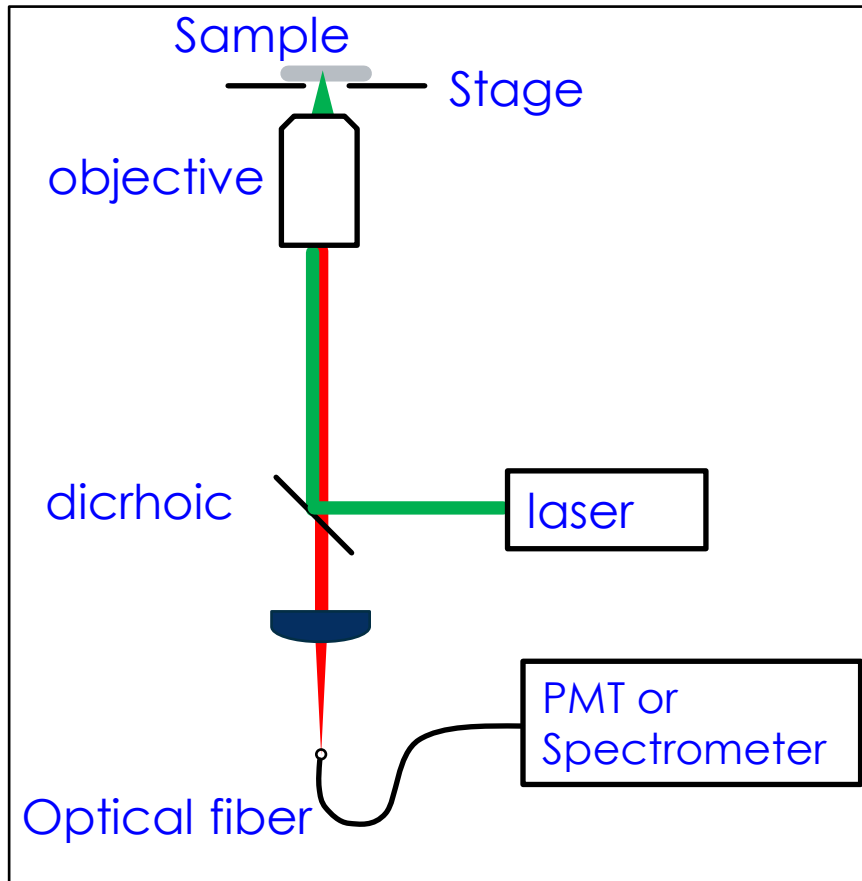 Sample
Stage
objective
dicrhoic
laser
PMT or
Spectrometer
Optical fiber